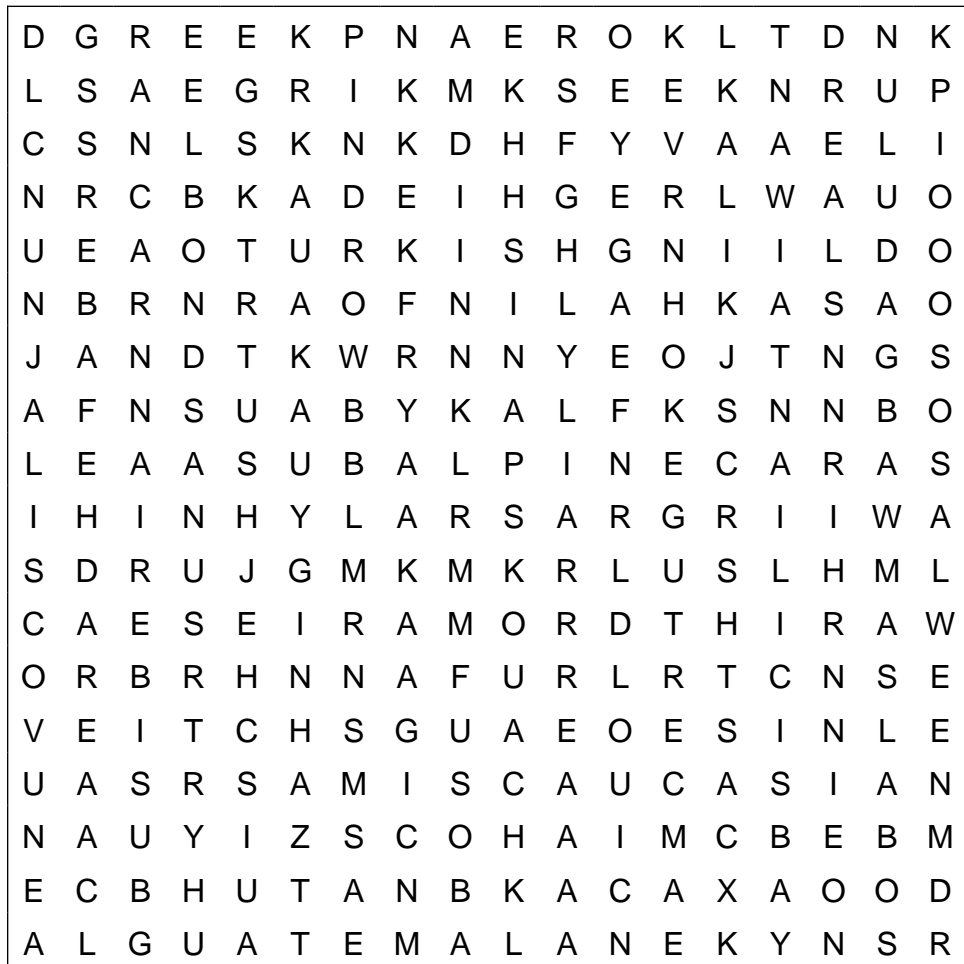 D G R E E K P N A E R O K L T D N K
L S A E G R I K M K S E E K N R U P
C S N L S K N K D H F Y V A A E L I
N R C B K A D E I H G E R L W A U O
U E A O T U R K I S H G N I I L D O
N B R N R A O F N I L A H K A S A O
J A N D T K W R N N Y E O J T N G S
A F N S U A B Y K A L F K S N N B O
L E A A S U B A L P I N E C A R A S
I H I N H Y L A R S A R G R I I W A
S D R U J G M K M K R L U S L H M L
C A E S E I R A M O R D T H I R A W
O R B R H N N A F U R L R T C N S E
V E I T C H S G U A E O E S I N L E
U A S R S A M I S C A U C A S I A N
N A U Y I Z S C O H A I M C B E B M
E C B H U T A N B K A C A X A O O D
A L G U A T E M A L A N E K Y N S R